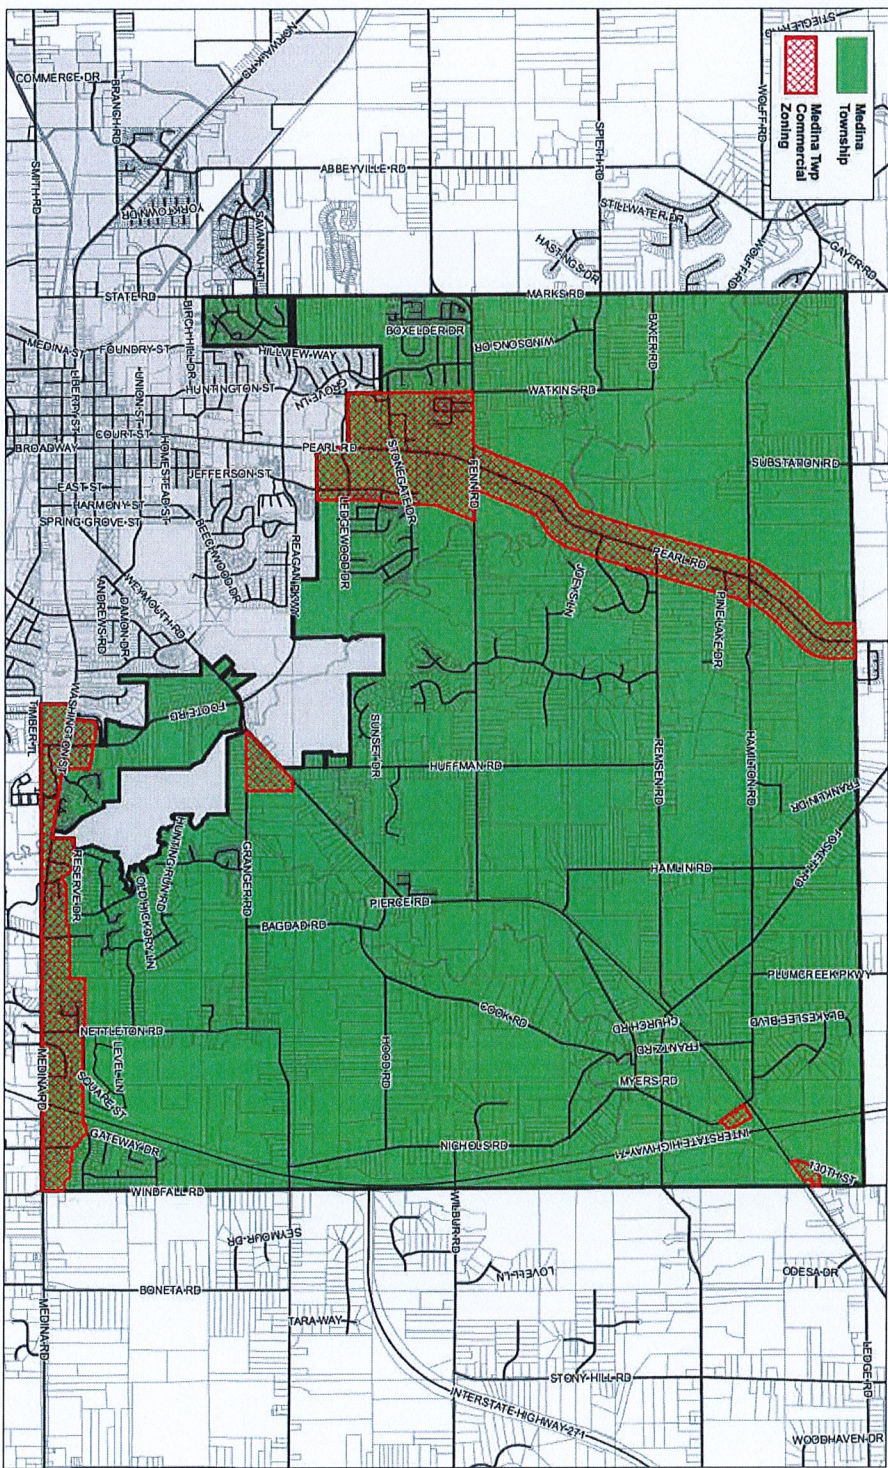 Medina
Township
Medina Twp
Commercial
Zoning
STIEGLER RD
WOLFF RD
COMMERCE DR
BRANCH RD
NORWALK RD
SMITH RD
YORKTOWN DR
SAVANNAH TL
ABBEYVILLE RD
SPIETH RD
STILLWATER DR
HASTINGS DR
WOLFF RD
GAYER RD
STATE RD
BIRCH HILL DR
MARKS RD
BOXELDER DR
WINDSONG DR
BAKER RD
MEDINA ST
FOUNDRY ST
HILLVIEW WAY
LIBERTY ST
UNION ST
HUNTINGTON ST
GROVE LN
WATKINS RD
BROADWAY
COURT ST
HOMESTEAD ST
PEARL RD
STONEGATE DR
FENN RD
SUBSTATION RD
EAST ST
JEFFERSON ST
HARMONY ST
SPRING GROVE ST
BEECHWOOD DR
REAGAN PKWY
LEDGEWOOD DR
JOEYS LN
PEARL RD
PINE LAKE DR
WEYMOUTH RD
DAMON DR
ANDREWS RD
WASHINGTON ST
TIMBER TL
FOOTE RD
SUNSET DR
HUFFMAN RD
REMSEN RD
HAMILTON RD
FRANKLIN DR
FOSKETT RD
RESERVE DR
HUNTING RUN RD
OLD HICKORY LN
GRANGER RD
BAGDAD RD
PIERCE RD
HAMLIN RD
PLUMCREEK PKWY
BLAKESLEE BLVD
NETTLETON RD
COOK RD
CHURCH RD
FRANTZ RD
MEDINA RD
LEVEL LN
SQUARE ST
HOOD RD
MYERS RD
GATEWAY DR
NICHOLS RD
INTERSTATE HIGHWAY 71
130TH ST
WINDFALL RD
WILBUR RD
SEYMOUR DR
LOVELL LN
ODESA DR
BONETA RD
MEDINA RD
TARA WAY
STONY HILL RD
LEDGE RD
INTERSTATE HIGHWAY 271
WOODHAVEN DR